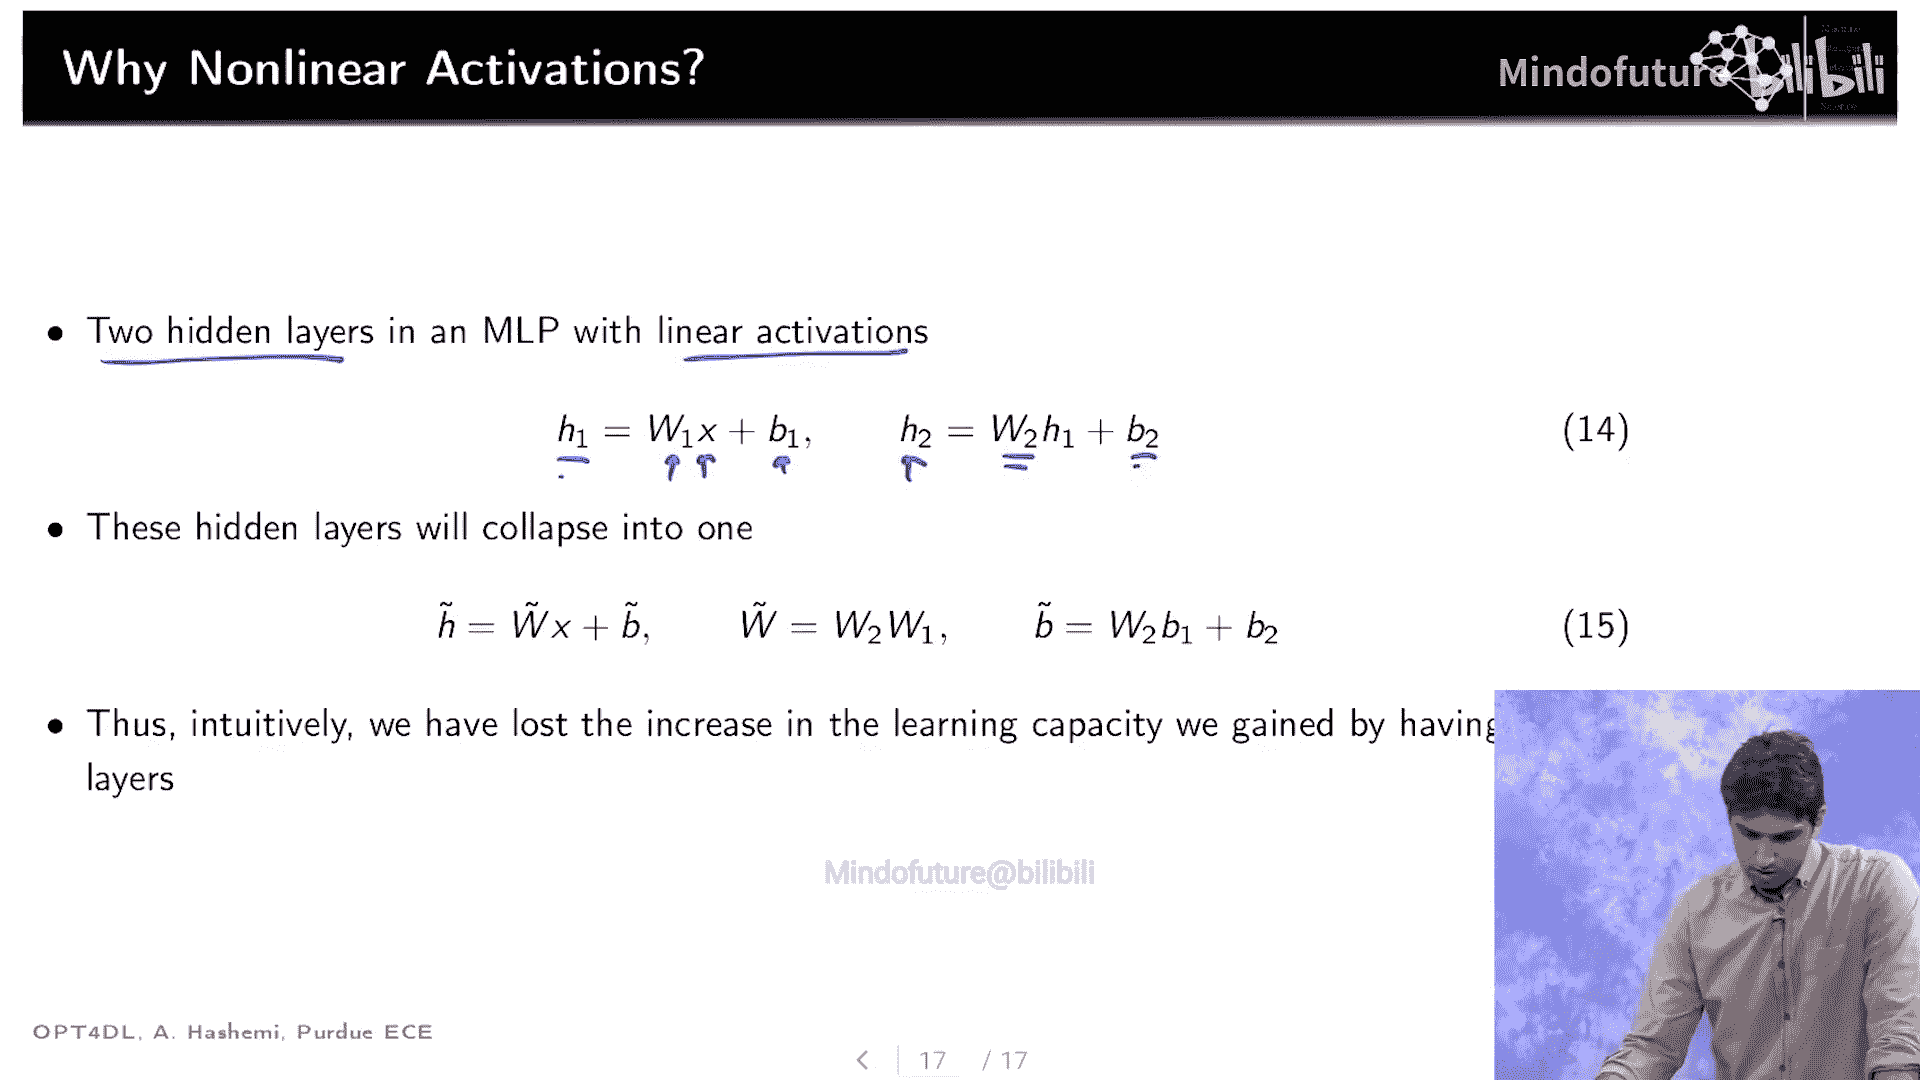 Why Nonlinear Activations?
Mindofuture bilibili
• Two hidden layers in an MLP with linear activations
h₁ = W₁x + b₁, h₂ = W₂h₁ + b₂ (14)
• These hidden layers will collapse into one
h̃ = W̃x + b̃, W̃ = W₂W₁, b̃ = W₂b₁ + b₂ (15)
• Thus, intuitively, we have lost the increase in the learning capacity we gained by having
layers
Mindofuture@bilibili
OPT4DL, A. Hashemi, Purdue ECE
17 / 17